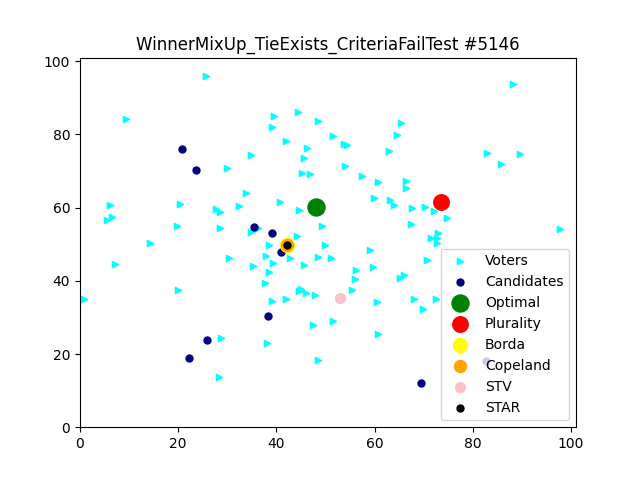 WinnerMixUp_TieExists_CriteriaFailTest #5146
100
80
60
40
20
0
0
20
40
60
80
100
Voters
Candidates
Optimal
Plurality
Borda
Copeland
STV
STAR